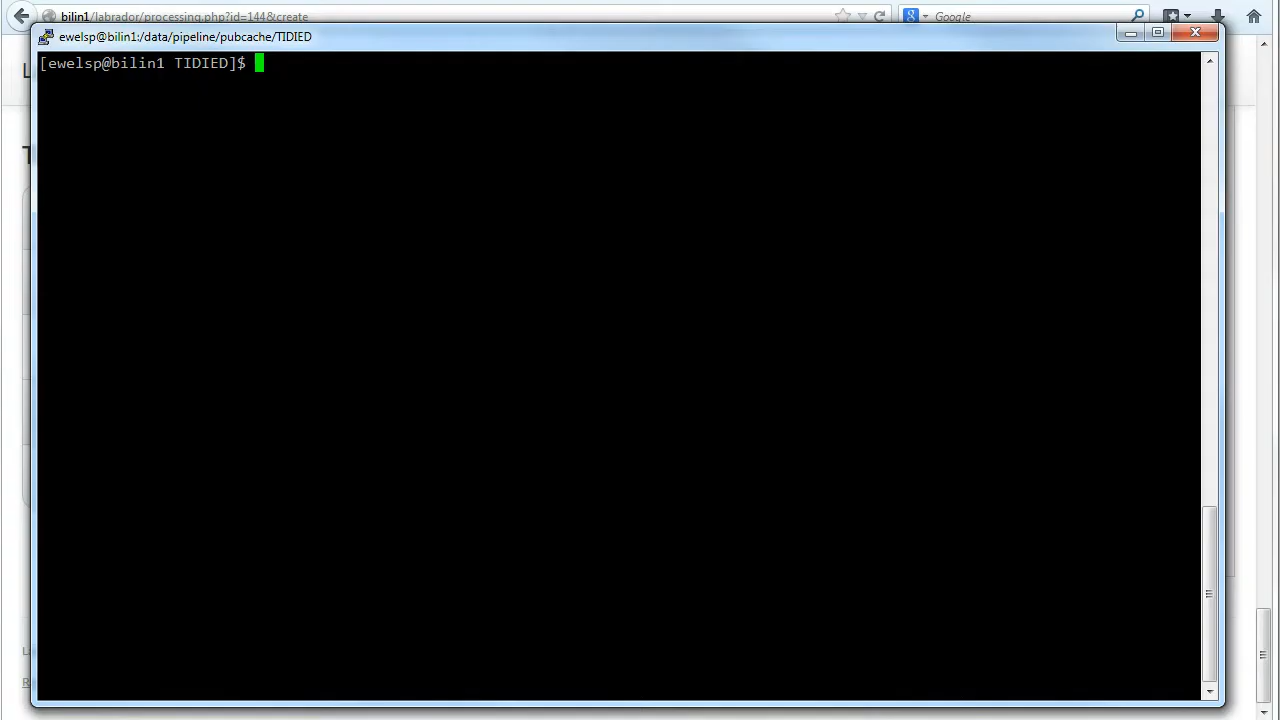 bilin1/labrador/processing.php?id=144&create
Google
ewelsp@bilin1:/data/pipeline/pubcache/TIDIED
[ewelsp@bilin1 TIDIED]$